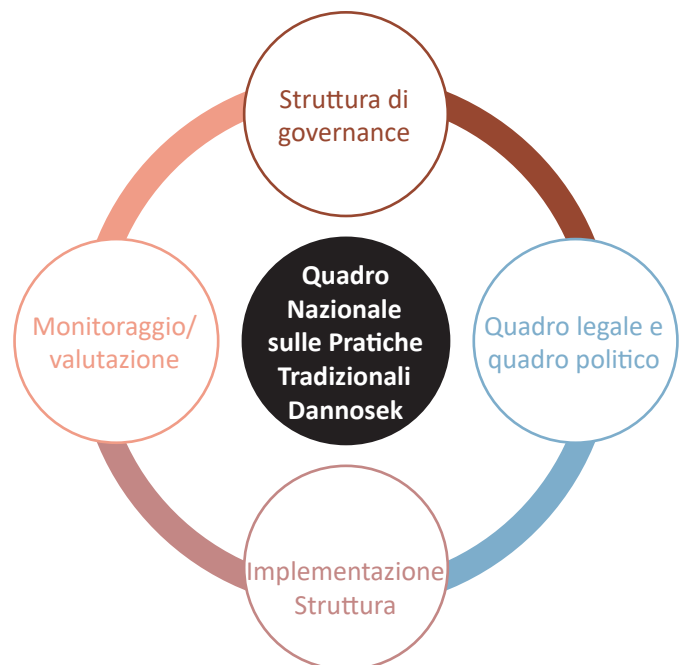 Struttura di
governance
Quadro
Nazionale
sulle Pratiche
Tradizionali
Dannosek
Monitoraggio/
valutazione
Quadro legale e
quadro politico
Implementazione
Struttura